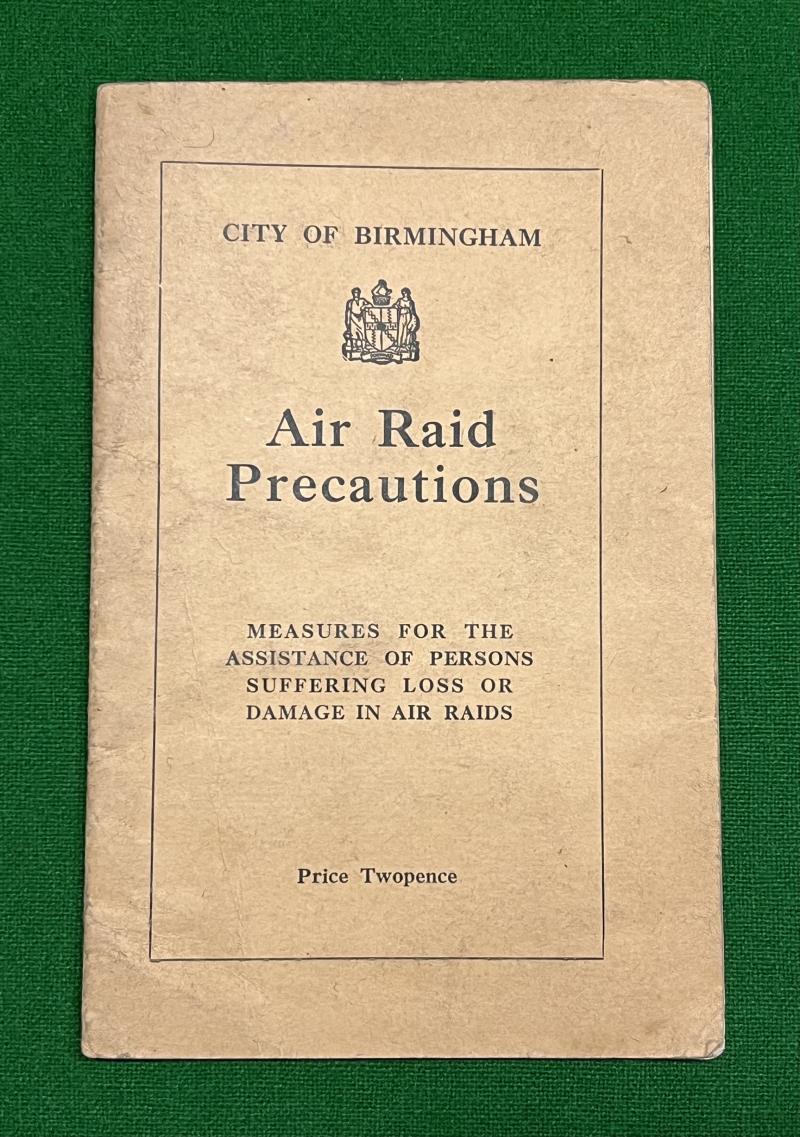 CITY OF BIRMINGHAM
Air Raid
Precautions
MEASURES FOR THE
ASSISTANCE OF PERSONS
SUFFERING LOSS OR
DAMAGE IN AIR RAIDS
Price Twopence